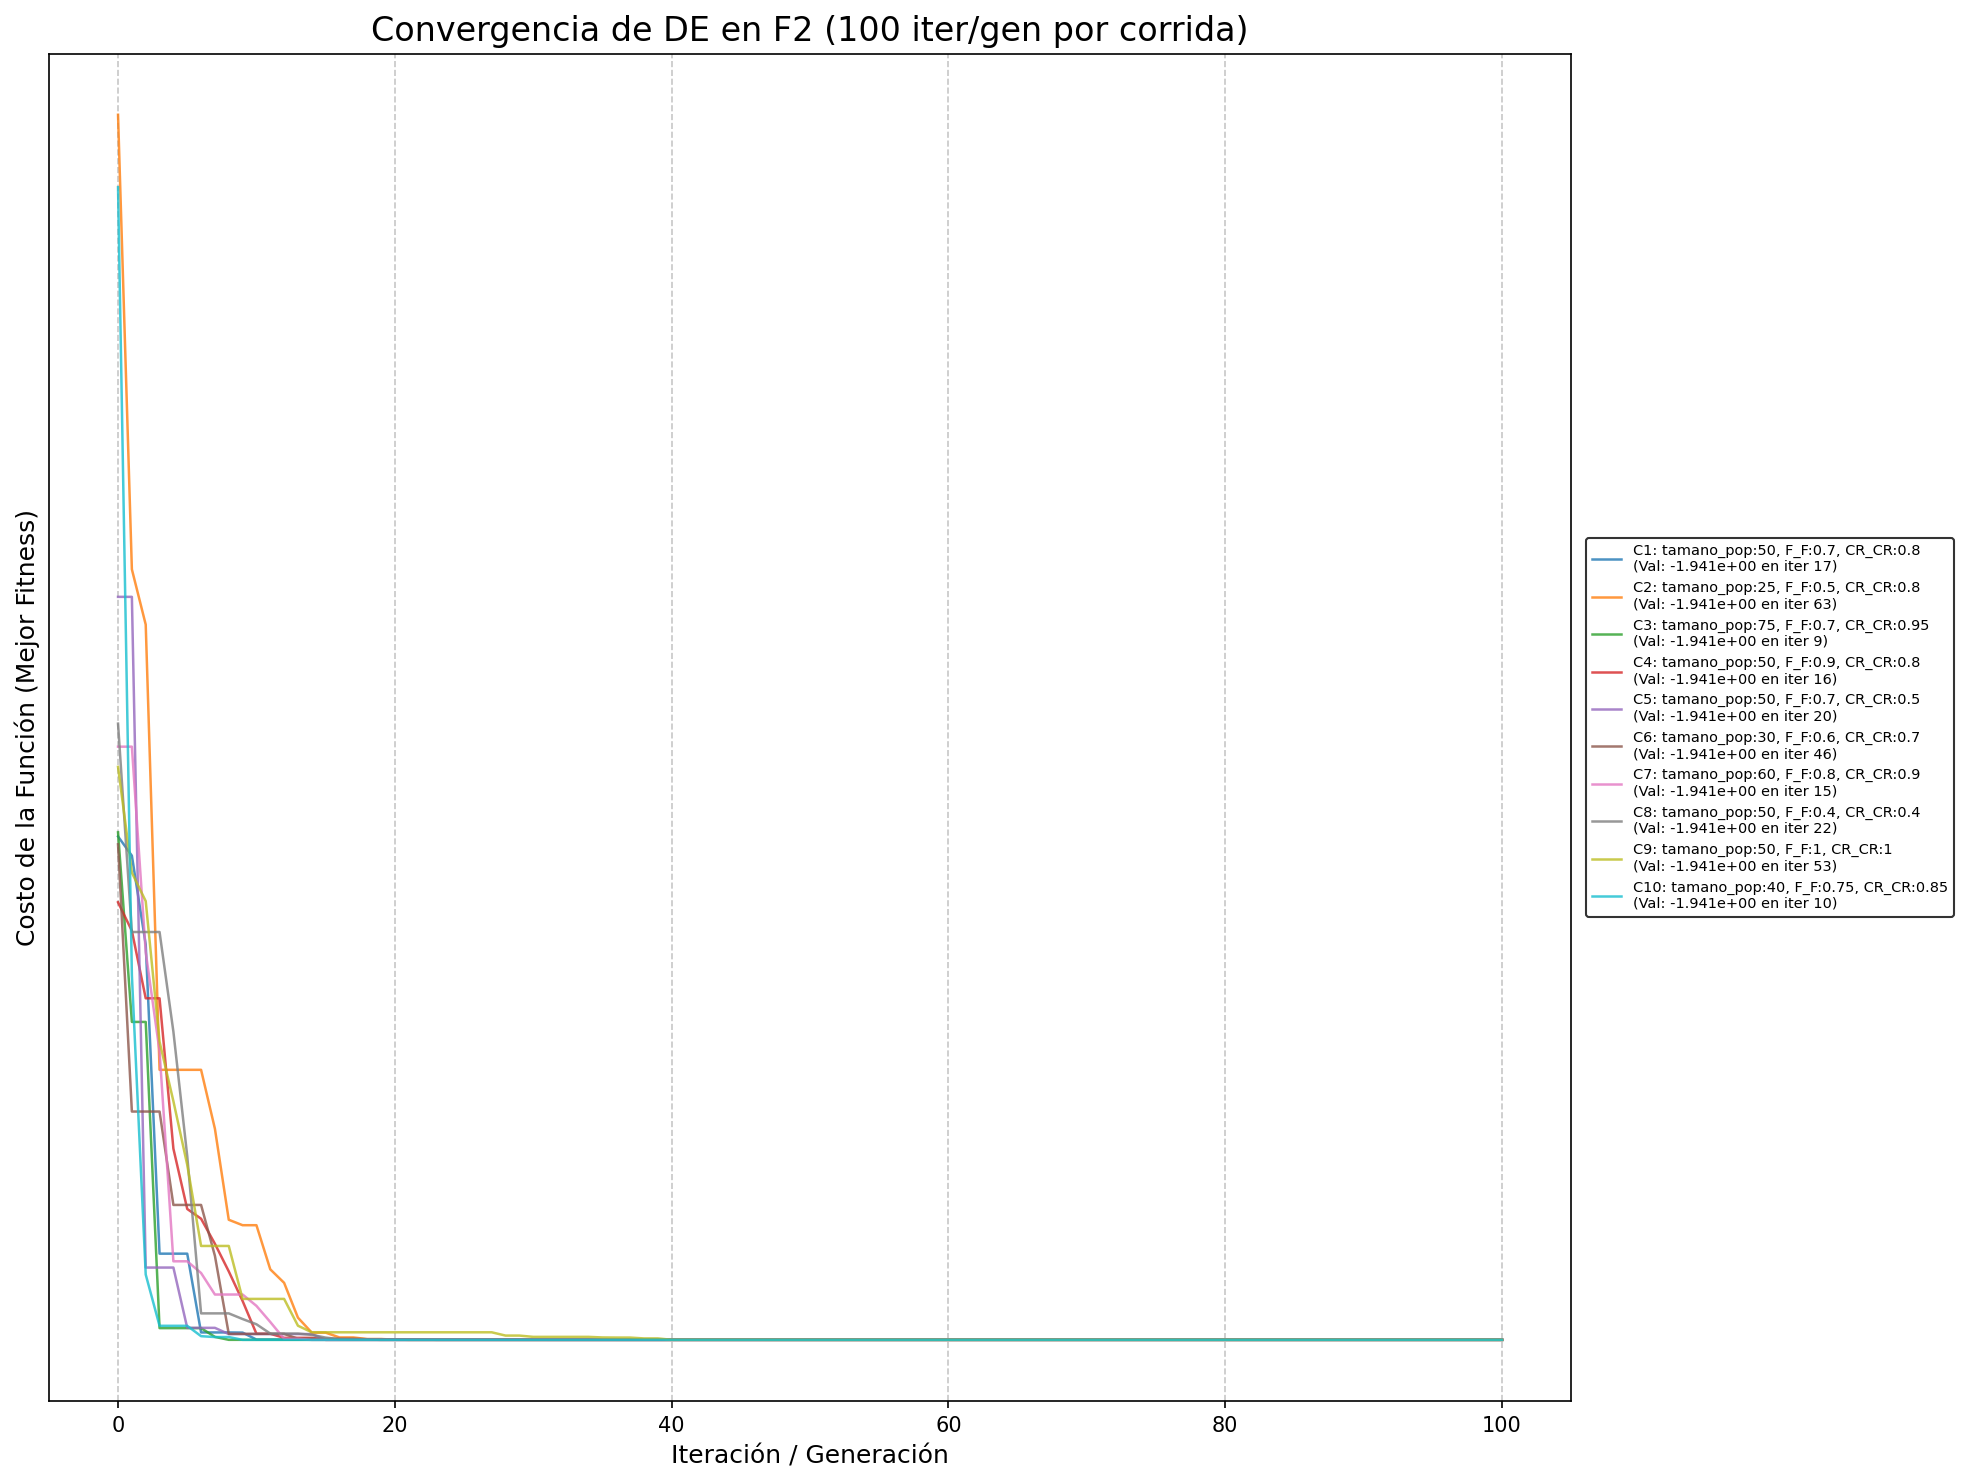 Convergencia de DE en F2 (100 iter/gen por corrida)
Costo de la Función (Mejor Fitness)
C1: tamano_pop:50, F_F:0.7, CR_CR:0.8
(Val: -1.941e+00 en iter 17)
C2: tamano_pop:25, F_F:0.5, CR_CR:0.8
(Val: -1.941e+00 en iter 63)
C3: tamano_pop:75, F_F:0.7, CR_CR:0.95
(Val: -1.941e+00 en iter 9)
C4: tamano_pop:50, F_F:0.9, CR_CR:0.8
(Val: -1.941e+00 en iter 16)
C5: tamano_pop:50, F_F:0.7, CR_CR:0.5
(Val: -1.941e+00 en iter 20)
C6: tamano_pop:30, F_F:0.6, CR_CR:0.7
(Val: -1.941e+00 en iter 46)
C7: tamano_pop:60, F_F:0.8, CR_CR:0.9
(Val: -1.941e+00 en iter 15)
C8: tamano_pop:50, F_F:0.4, CR_CR:0.4
(Val: -1.941e+00 en iter 22)
C9: tamano_pop:50, F_F:1, CR_CR:1
(Val: -1.941e+00 en iter 53)
C10: tamano_pop:40, F_F:0.75, CR_CR:0.85
(Val: -1.941e+00 en iter 10)
0 20 40 60 80 100
Iteración / Generación